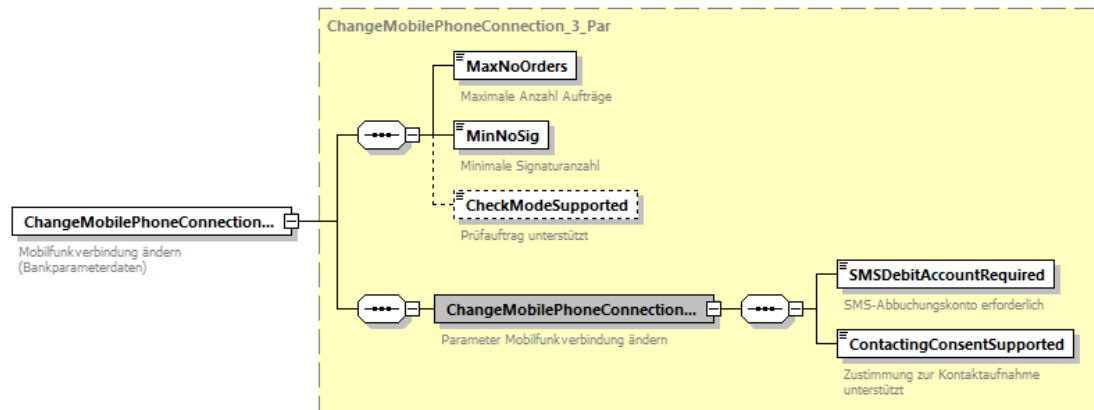 ChangeMobilePhoneConnection_3_Par
MaxNoOrders
Maximale Anzahl Aufträge
MinNoSig
Minimale Signaturanzahl
CheckModeSupported
Prüfauftrag unterstützt
ChangeMobilePhoneConnection...
Mobilfunkverbindung ändern
(Bankparameterdaten)
ChangeMobilePhoneConnection...
Parameter Mobilfunkverbindung ändern
SMSDebitAccountRequired
SMS-Abbuchungskonto erforderlich
ContactingConsentSupported
Zustimmung zur Kontaktaufnahme
unterstützt